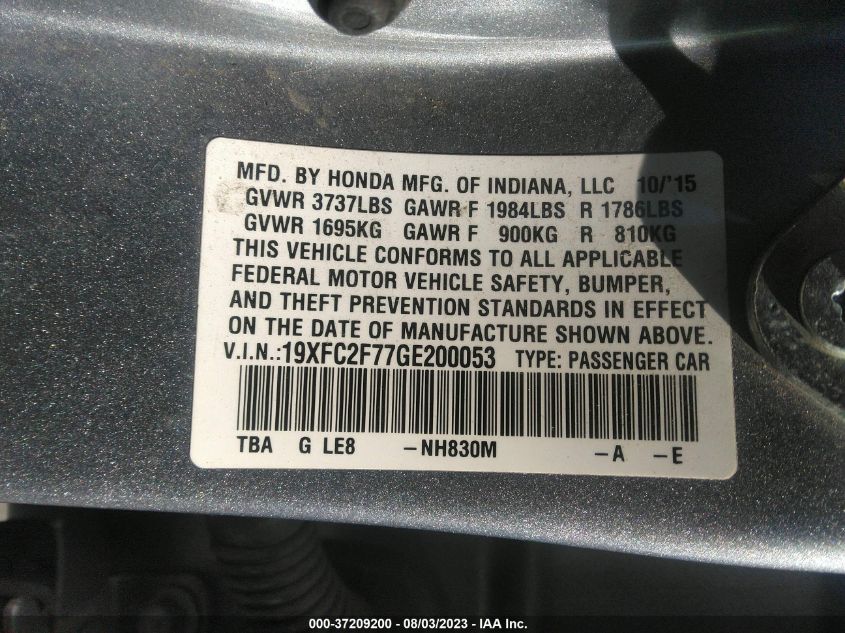 MFD. BY HONDA MFG. OF INDIANA, LLC 10/'15
GVWR 3737LBS GAWR F 1984LBS R 1786LBS
GVWR 1695KG GAWR F 900KG R 810KG
THIS VEHICLE CONFORMS TO ALL APPLICABLE
FEDERAL MOTOR VEHICLE SAFETY, BUMPER,
AND THEFT PREVENTION STANDARDS IN EFFECT
ON THE DATE OF MANUFACTURE SHOWN ABOVE.
V.I.N.:19XFC2F77GE200053 TYPE: PASSENGER CAR
TBA G LE8 -NH830M -A -E
000-37209200 - 08/03/2023 - IAA Inc.